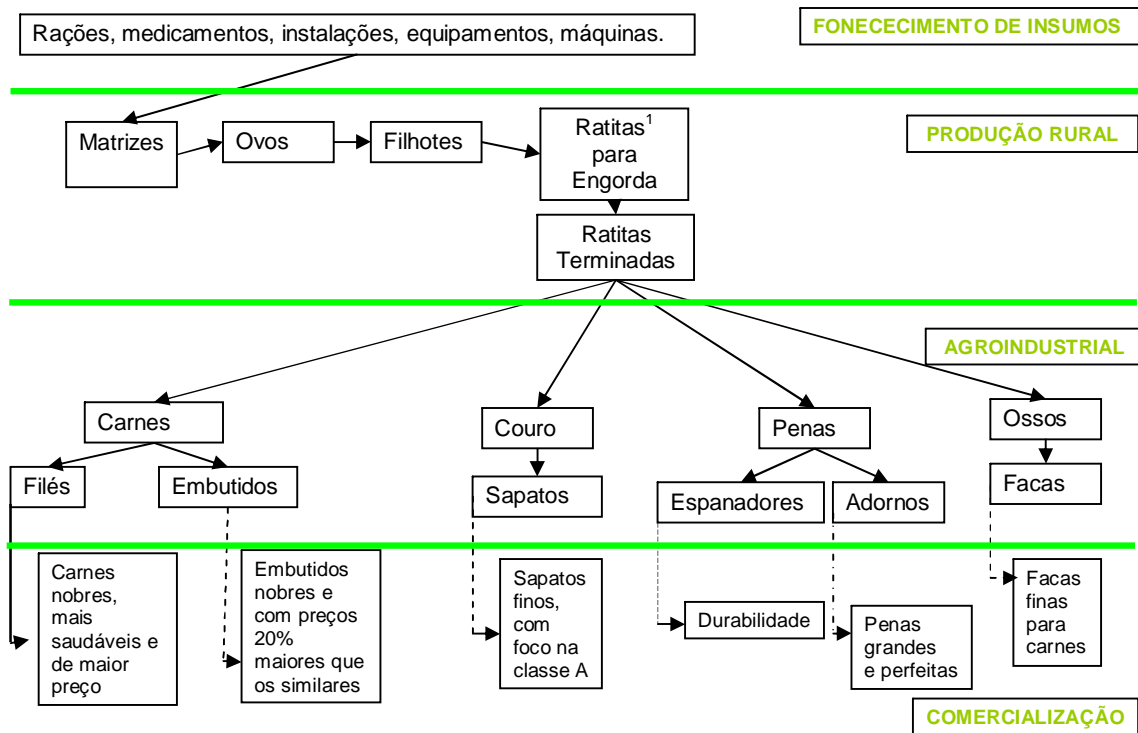 Rações, medicamentos, instalações, equipamentos, máquinas.
FONECECIMENTO DE INSUMOS
Matrizes
Ovos
Filhotes
Ratitas¹
para
Engorda
PRODUÇÃO RURAL
Ratitas
Terminadas
AGROINDUSTRIAL
Carnes
Couro
Penas
Ossos
Filés
Embutidos
Sapatos
Espanadores
Adornos
Facas
Carnes
nobres,
mais
saudáveis e
de maior
preço
Embutidos
nobres e
com preços
20%
maiores que
os similares
Sapatos
finos,
com
foco na
classe A
Durabilidade
Penas
grandes
e perfeitas
Facas
finas
para
carnes
COMERCIALIZAÇÃO